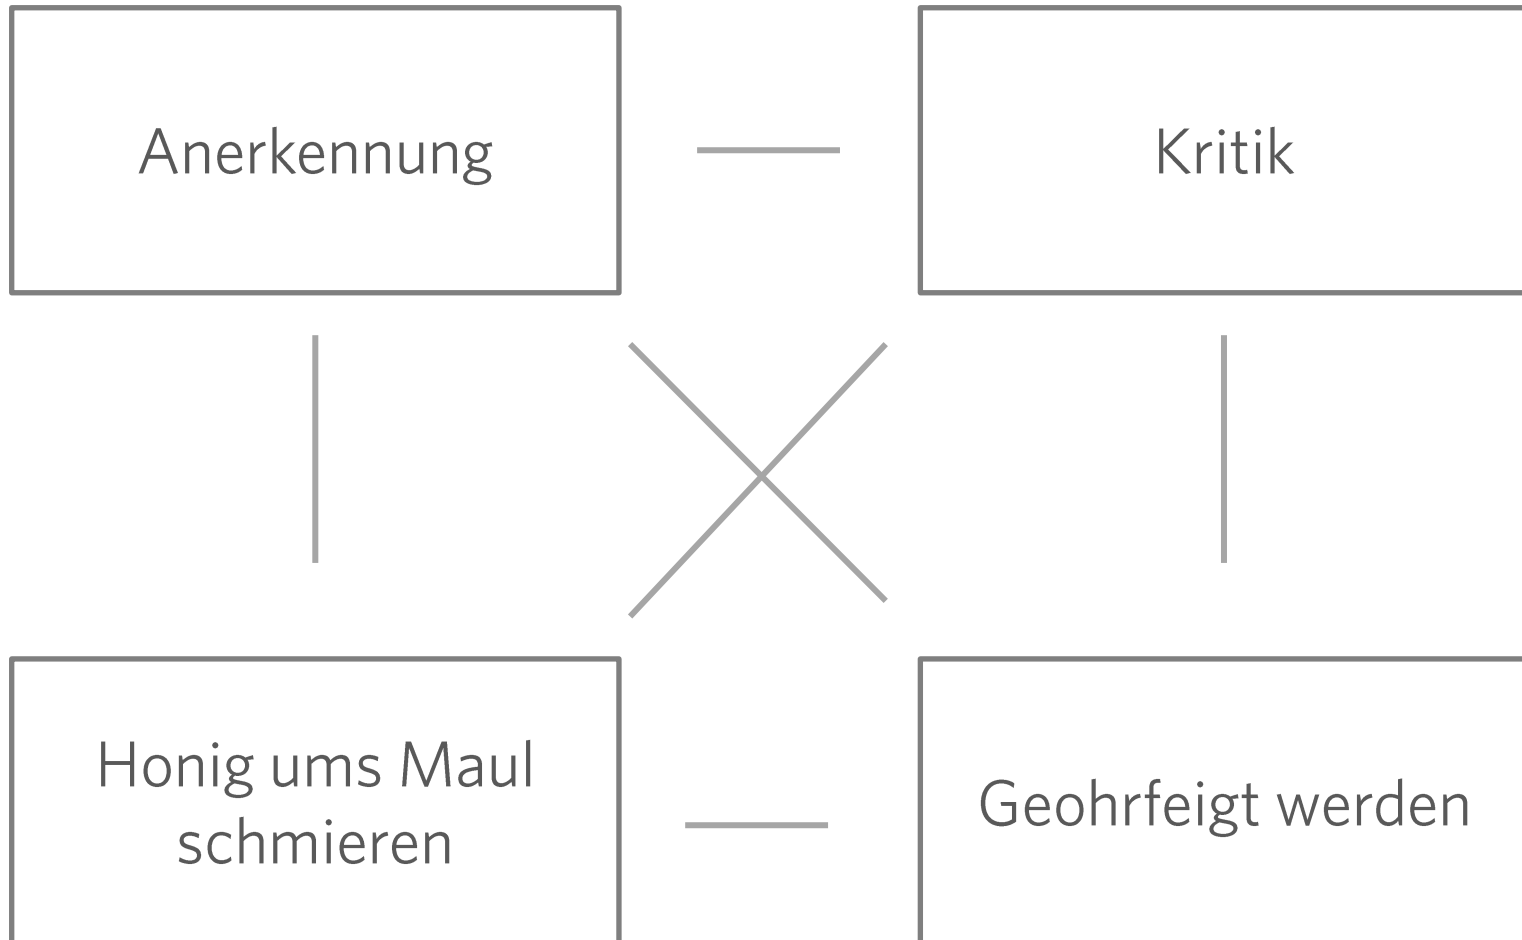 Anerkennung
Kritik
Honig ums Maul
schmieren
Geohrfeigt werden